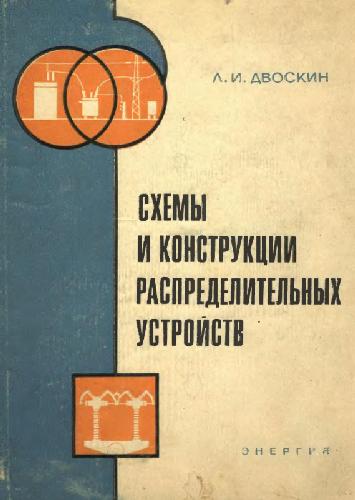 Л. И. ДВОСКИН
СХЕМЫ
И КОНСТРУКЦИИ
РАСПРЕДЕЛИТЕЛЬНЫХ
УСТРОЙСТВ
ЭНЕРГИЯ